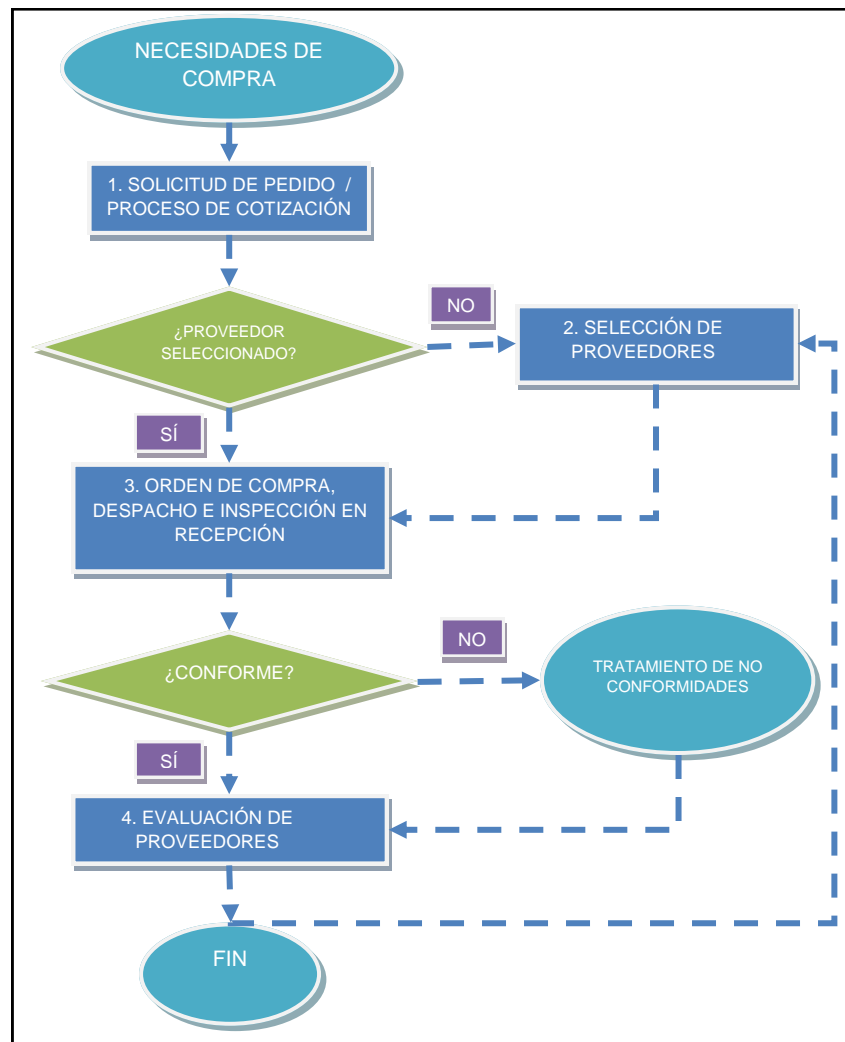 NECESIDADES DE
COMPRA
1. SOLICITUD DE PEDIDO /
PROCESO DE COTIZACIÓN
¿PROVEEDOR
SELECCIONADO?
NO
2. SELECCIÓN DE
PROVEEDORES
SÍ
3. ORDEN DE COMPRA,
DESPACHO E INSPECCIÓN EN
RECEPCIÓN
¿CONFORME?
NO
TRATAMIENTO DE NO
CONFORMIDADES
SÍ
4. EVALUACIÓN DE
PROVEEDORES
FIN